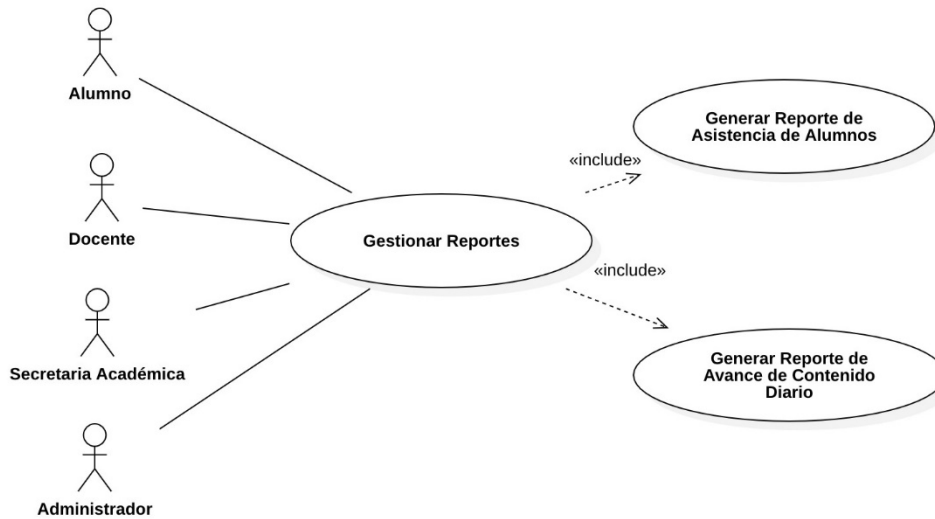 Alumno
Docente
Secretaria Académica
Administrador
Gestionar Reportes
«include»
«include»
Generar Reporte de
Asistencia de Alumnos
Generar Reporte de
Avance de Contenido
Diario